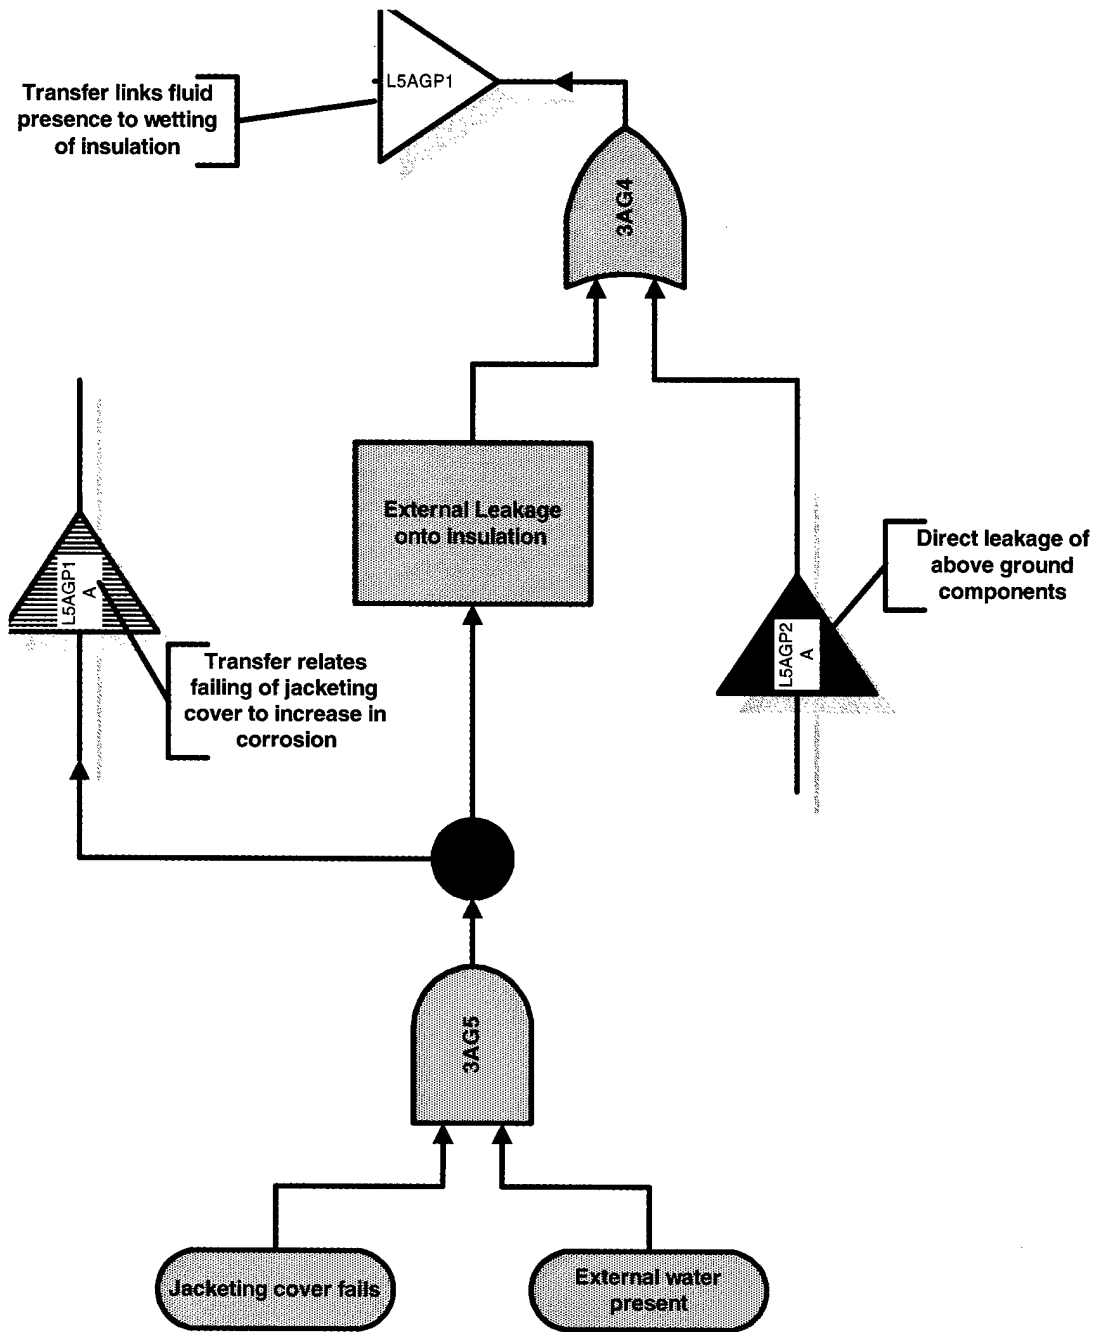 L5AGP1
Transfer links fluid
presence to wetting
of insulation
3AG4
External Leakage
onto Insulation
Direct leakage of
above ground
components
L5AGP1
A
L5AGP2
A
Transfer relates
failing of jacketing
cover to increase in
corrosion
3AG5
Jacketing cover fails
External water
present